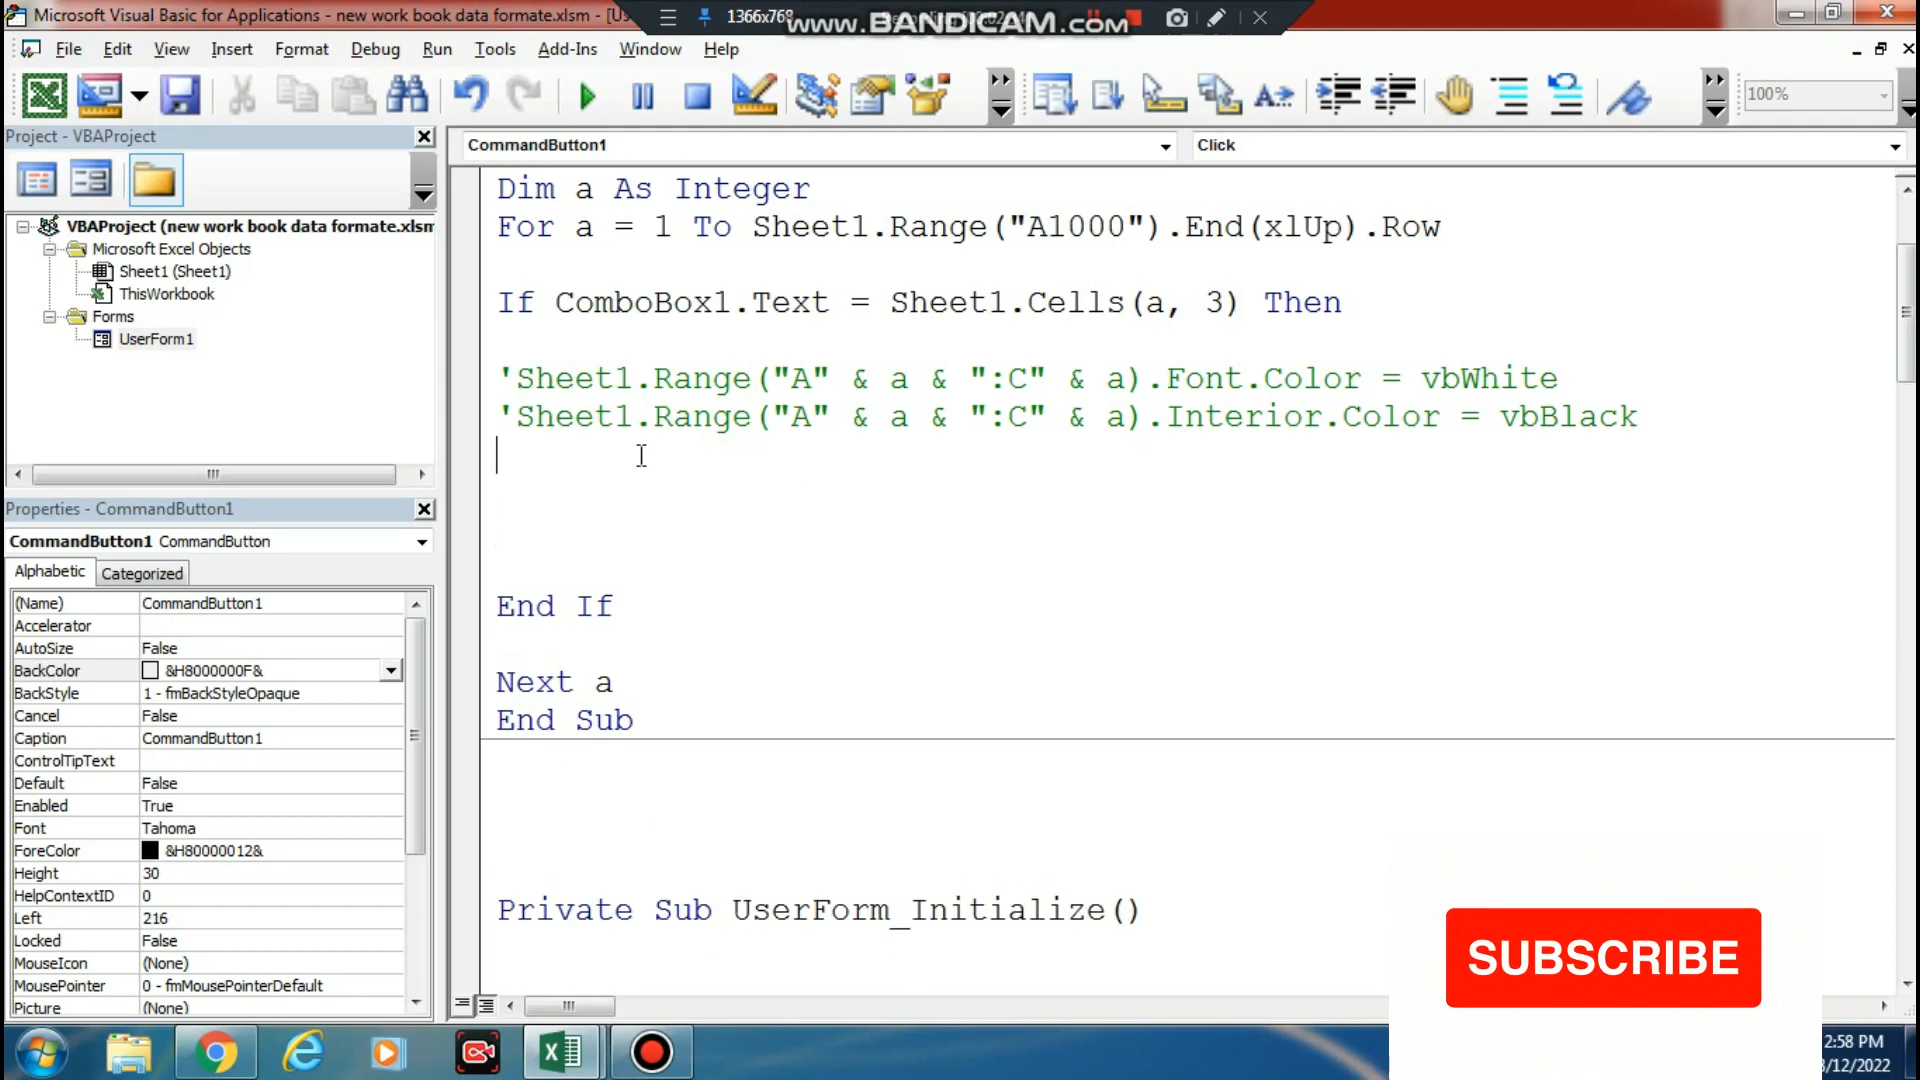 Microsoft Visual Basic for Applications - new work book data formate.xlsm - [Us
1366x768
www.BANDICAM.com
File Edit View Insert Format Debug Run Tools Add-Ins Window Help
100%
Project - VBAProject
VBAProject (new work book data formate.xlsm
Microsoft Excel Objects
Sheet1 (Sheet1)
ThisWorkbook
Forms
UserForm1
Properties - CommandButton1
CommandButton1 CommandButton
Alphabetic Categorized
(Name) CommandButton1
Accelerator
AutoSize False
BackColor &H8000000F&
BackStyle 1 - fmBackStyleOpaque
Cancel False
Caption CommandButton1
ControlTipText
Default False
Enabled True
Font Tahoma
ForeColor &H80000012&
Height 30
HelpContextID 0
Left 216
Locked False
MouseIcon (None)
MousePointer 0 - fmMousePointerDefault
Picture (None)
CommandButton1 Click
Dim a As Integer
For a = 1 To Sheet1.Range("A1000").End(xlUp).Row
If ComboBox1.Text = Sheet1.Cells(a, 3) Then
'Sheet1.Range("A" & a & ":C" & a).Font.Color = vbWhite
'Sheet1.Range("A" & a & ":C" & a).Interior.Color = vbBlack
End If
Next a
End Sub
Private Sub UserForm_Initialize()
SUBSCRIBE
2:58 PM
/12/2022